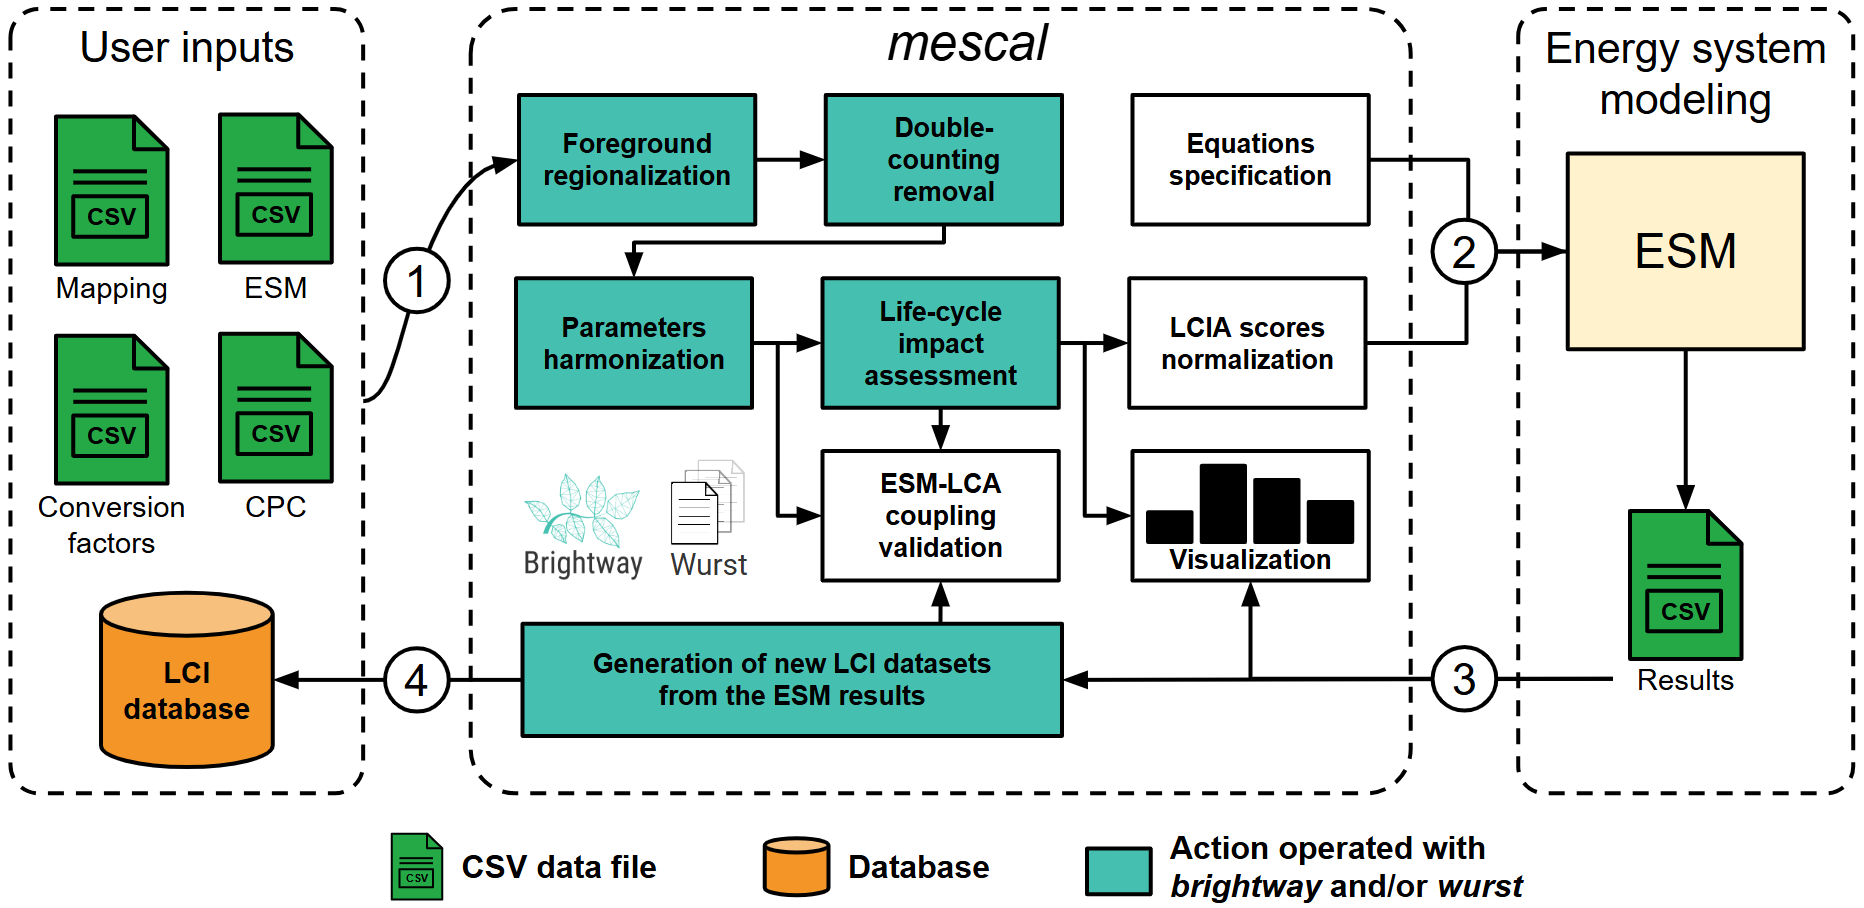 User inputs
CSV
Mapping
CSV
ESM
CSV
Conversion
factors
CSV
CPC
LCI
database
1
4
mescal
Foreground
regionalization
Double-
counting
removal
Equations
specification
Parameters
harmonization
Life-cycle
impact
assessment
LCIA scores
normalization
Brightway
Wurst
ESM-LCA
coupling
validation
Visualization
Generation of new LCI datasets
from the ESM results
2
3
Energy system
modeling
ESM
CSV
Results
CSV
CSV data file
Database
Action operated with
brightway and/or wurst